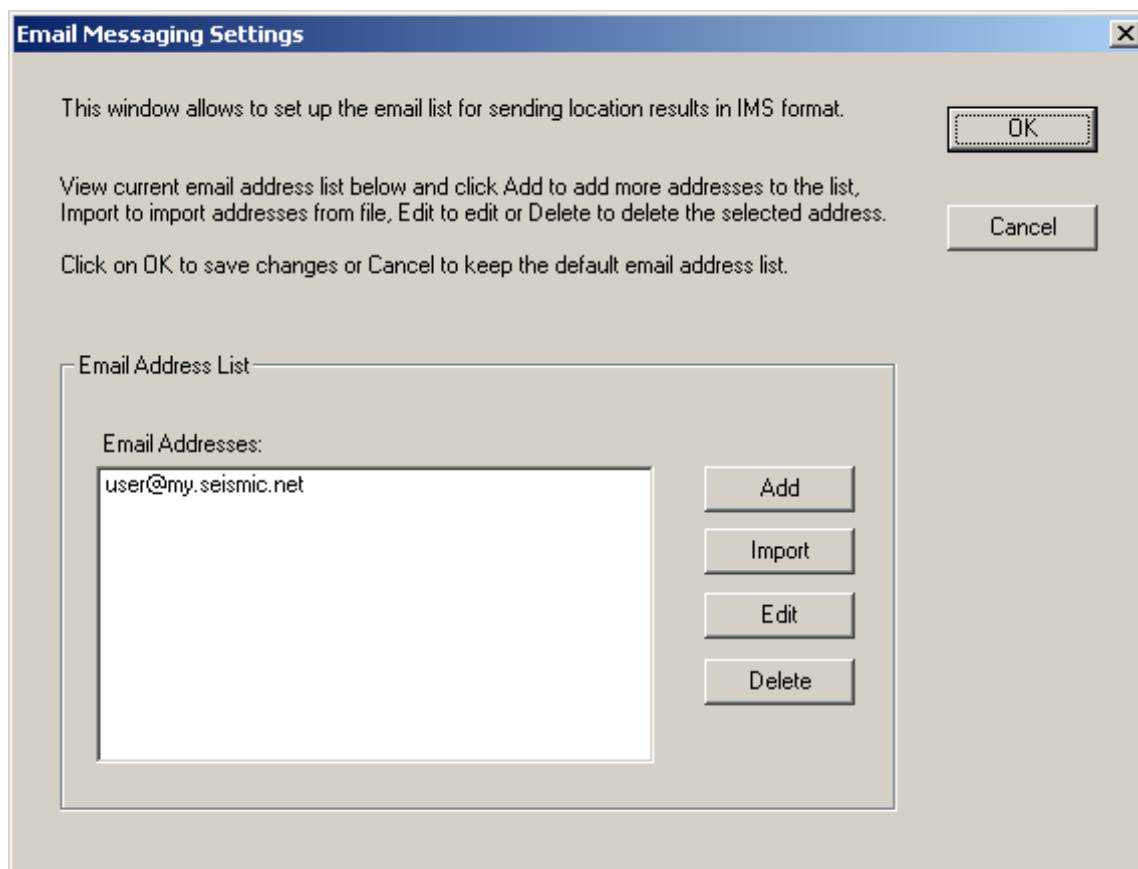 Email Messaging Settings
This window allows to set up the email list for sending location results in IMS format.
OK
View current email address list below and click Add to add more addresses to the list,
Import to import addresses from file, Edit to edit or Delete to delete the selected address.
Cancel
Click on OK to save changes or Cancel to keep the default email address list.
Email Address List
Email Addresses:
user@my.seismic.net
Add
Import
Edit
Delete